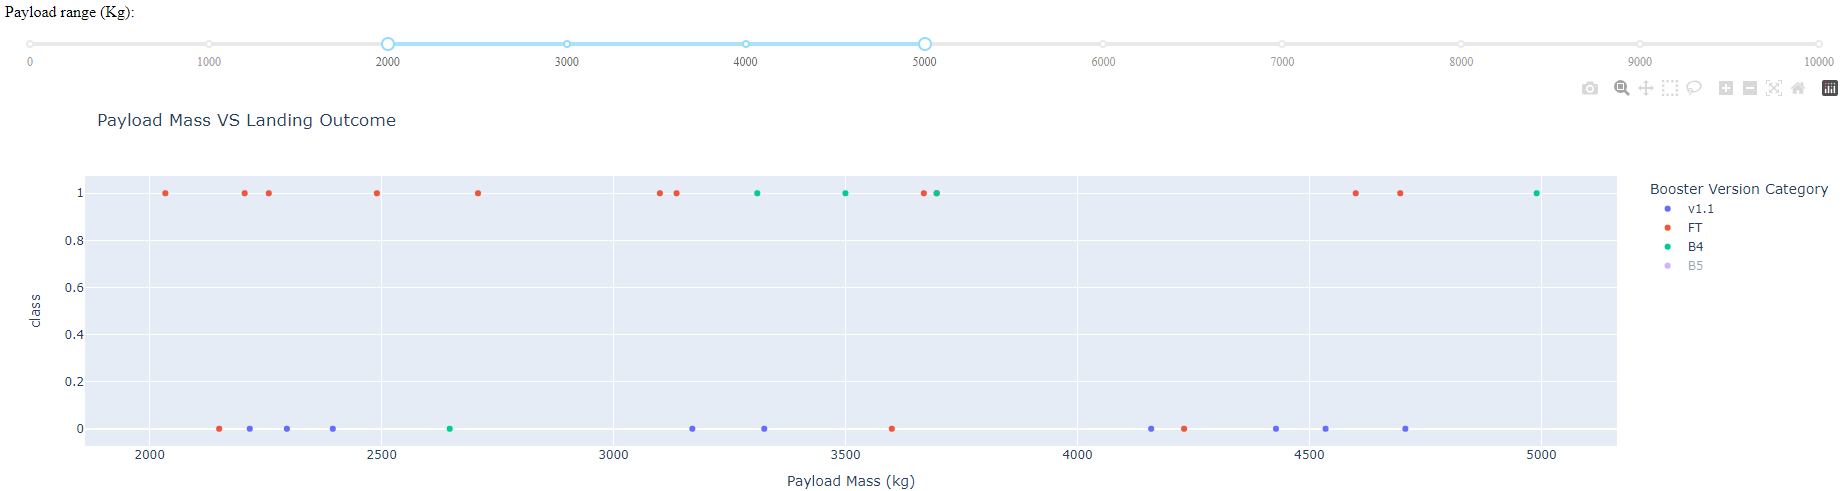 Payload range (Kg):
0 1000 2000 3000 4000 5000 6000 7000 8000 9000 10000
Payload Mass VS Landing Outcome
Booster Version Category
v1.1
FT
B4
B5
class
1
0.8
0.6
0.4
0.2
0
2000 2500 3000 3500 4000 4500 5000
Payload Mass (kg)